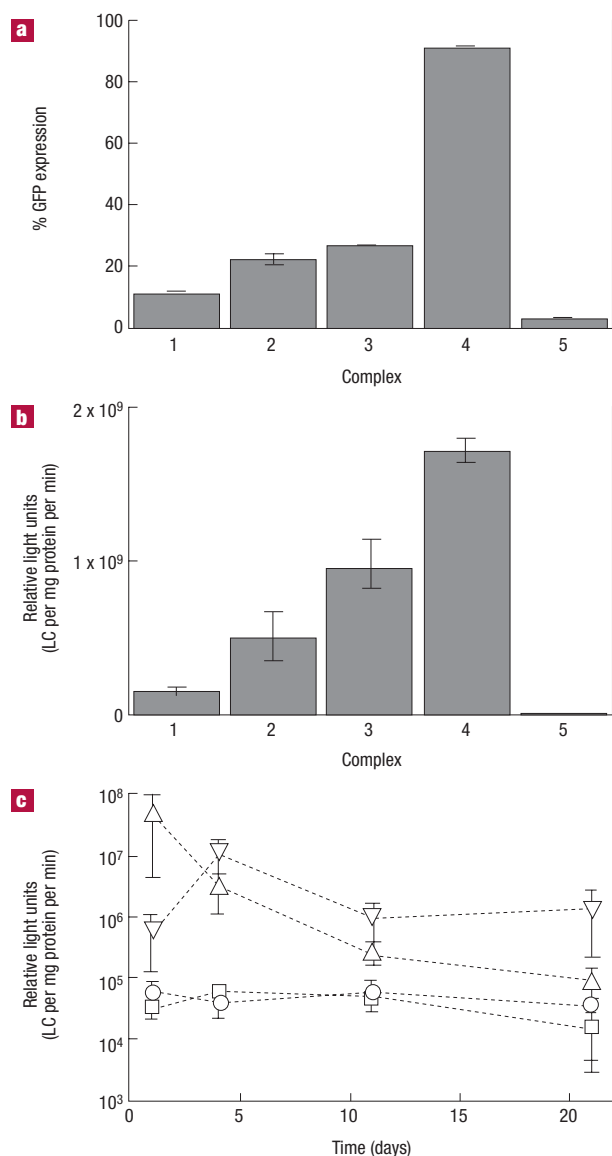 a
100
80
60
40
20
0
% GFP expression
1 2 3 4 5
Complex
b
2 x 10⁹
1 x 10⁹
0
Relative light units
(LC per mg protein per min)
1 2 3 4 5
Complex
c
10⁸
10⁷
10⁶
10⁵
10⁴
10³
Relative light units
(LC per mg protein per min)
0 5 10 15 20
Time (days)